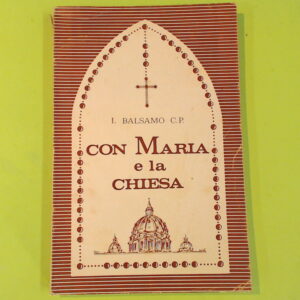 I. BALSAMO C.P.
CON MARIA
e la
CHIESA